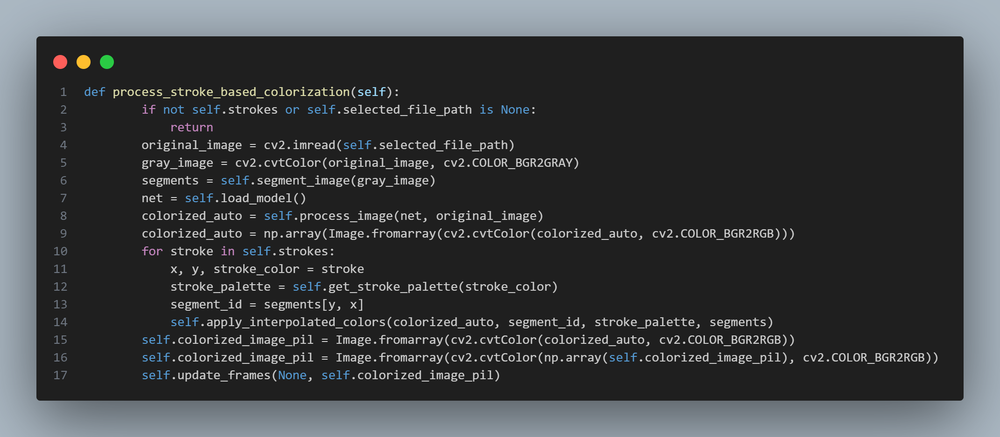 1 def process_stroke_based_colorization(self):
2         if not self.strokes or self.selected_file_path is None:
3             return
4         original_image = cv2.imread(self.selected_file_path)
5         gray_image = cv2.cvtColor(original_image, cv2.COLOR_BGR2GRAY)
6         segments = self.segment_image(gray_image)
7         net = self.load_model()
8         colorized_auto = self.process_image(net, original_image)
9         colorized_auto = np.array(Image.fromarray(cv2.cvtColor(colorized_auto, cv2.COLOR_BGR2RGB)))
10         for stroke in self.strokes:
11             x, y, stroke_color = stroke
12             stroke_palette = self.get_stroke_palette(stroke_color)
13             segment_id = segments[y, x]
14             self.apply_interpolated_colors(colorized_auto, segment_id, stroke_palette, segments)
15         self.colorized_image_pil = Image.fromarray(cv2.cvtColor(colorized_auto, cv2.COLOR_BGR2RGB))
16         self.colorized_image_pil = Image.fromarray(cv2.cvtColor(np.array(self.colorized_image_pil), cv2.COLOR_BGR2RGB))
17         self.update_frames(None, self.colorized_image_pil)